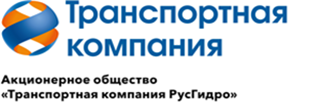 Транспортная
компания
Акционерное общество
«Транспортная компания РусГидро»